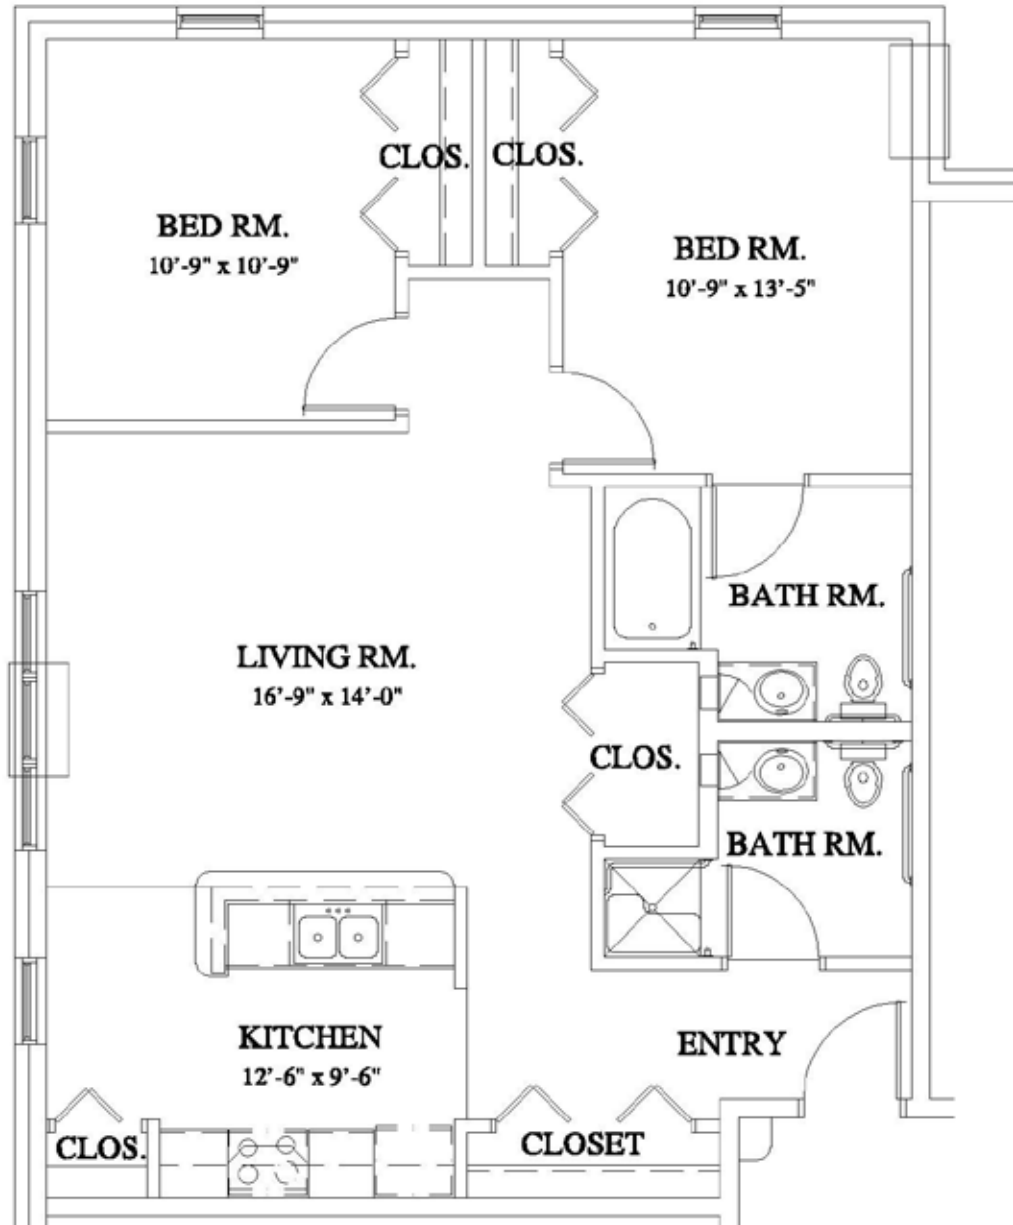 CLOS.
CLOS.
BED RM.
10'-9" x 10'-9"
BED RM.
10'-9" x 13'-5"
BATH RM.
LIVING RM.
16'-9" x 14'-0"
CLOS.
BATH RM.
KITCHEN
12'-6" x 9'-6"
ENTRY
CLOS.
CLOSET